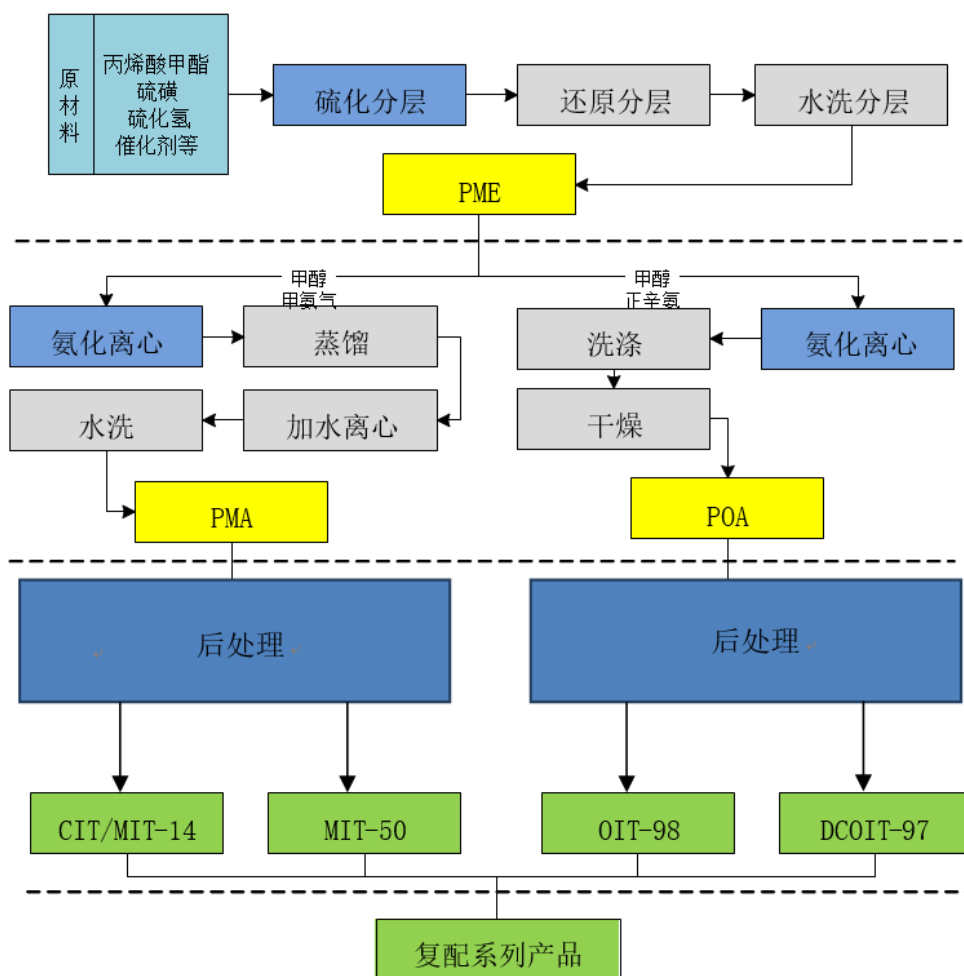 原材料
丙烯酸甲酯
硫磺
硫化氢
催化剂等
硫化分层
还原分层
水洗分层
PME
甲醇
甲氨气
甲醇
正辛氨
氨化离心
蒸馏
洗涤
氨化离心
水洗
加水离心
干燥
PMA
POA
后处理
后处理
CIT/MIT-14
MIT-50
OIT-98
DCOIT-97
复配系列产品